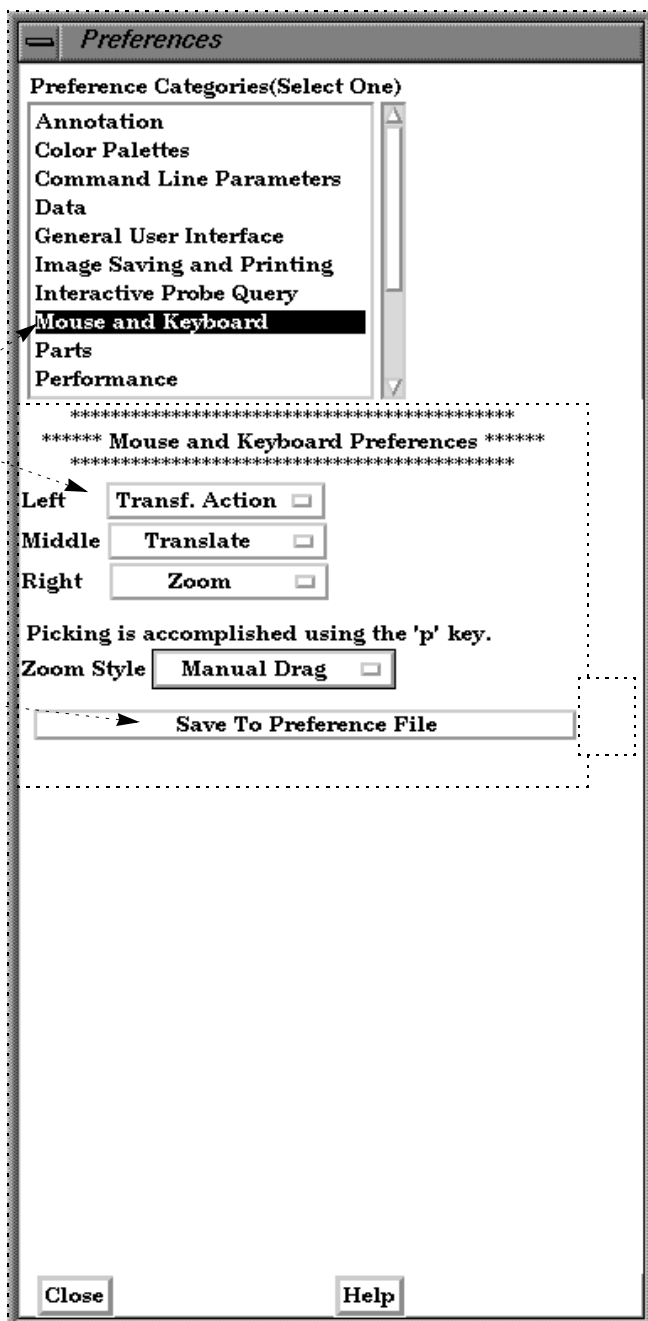 Preferences
Preference Categories(Select One)
Annotation
Color Palettes
Command Line Parameters
Data
General User Interface
Image Saving and Printing
Interactive Probe Query
Mouse and Keyboard
Parts
Performance
********************************************
****** Mouse and Keyboard Preferences ******
********************************************
Left Transf. Action
Middle Translate
Right Zoom
Picking is accomplished using the 'p' key.
Zoom Style Manual Drag
Save To Preference File
Close Help